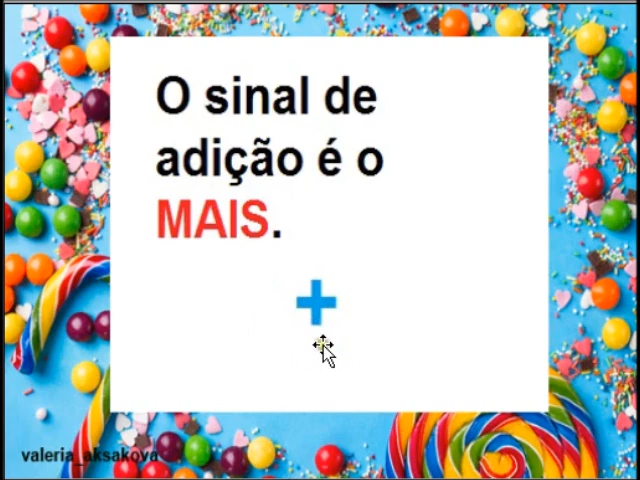 O sinal de
adição é o
MAIS.
+
valeria_aksakova